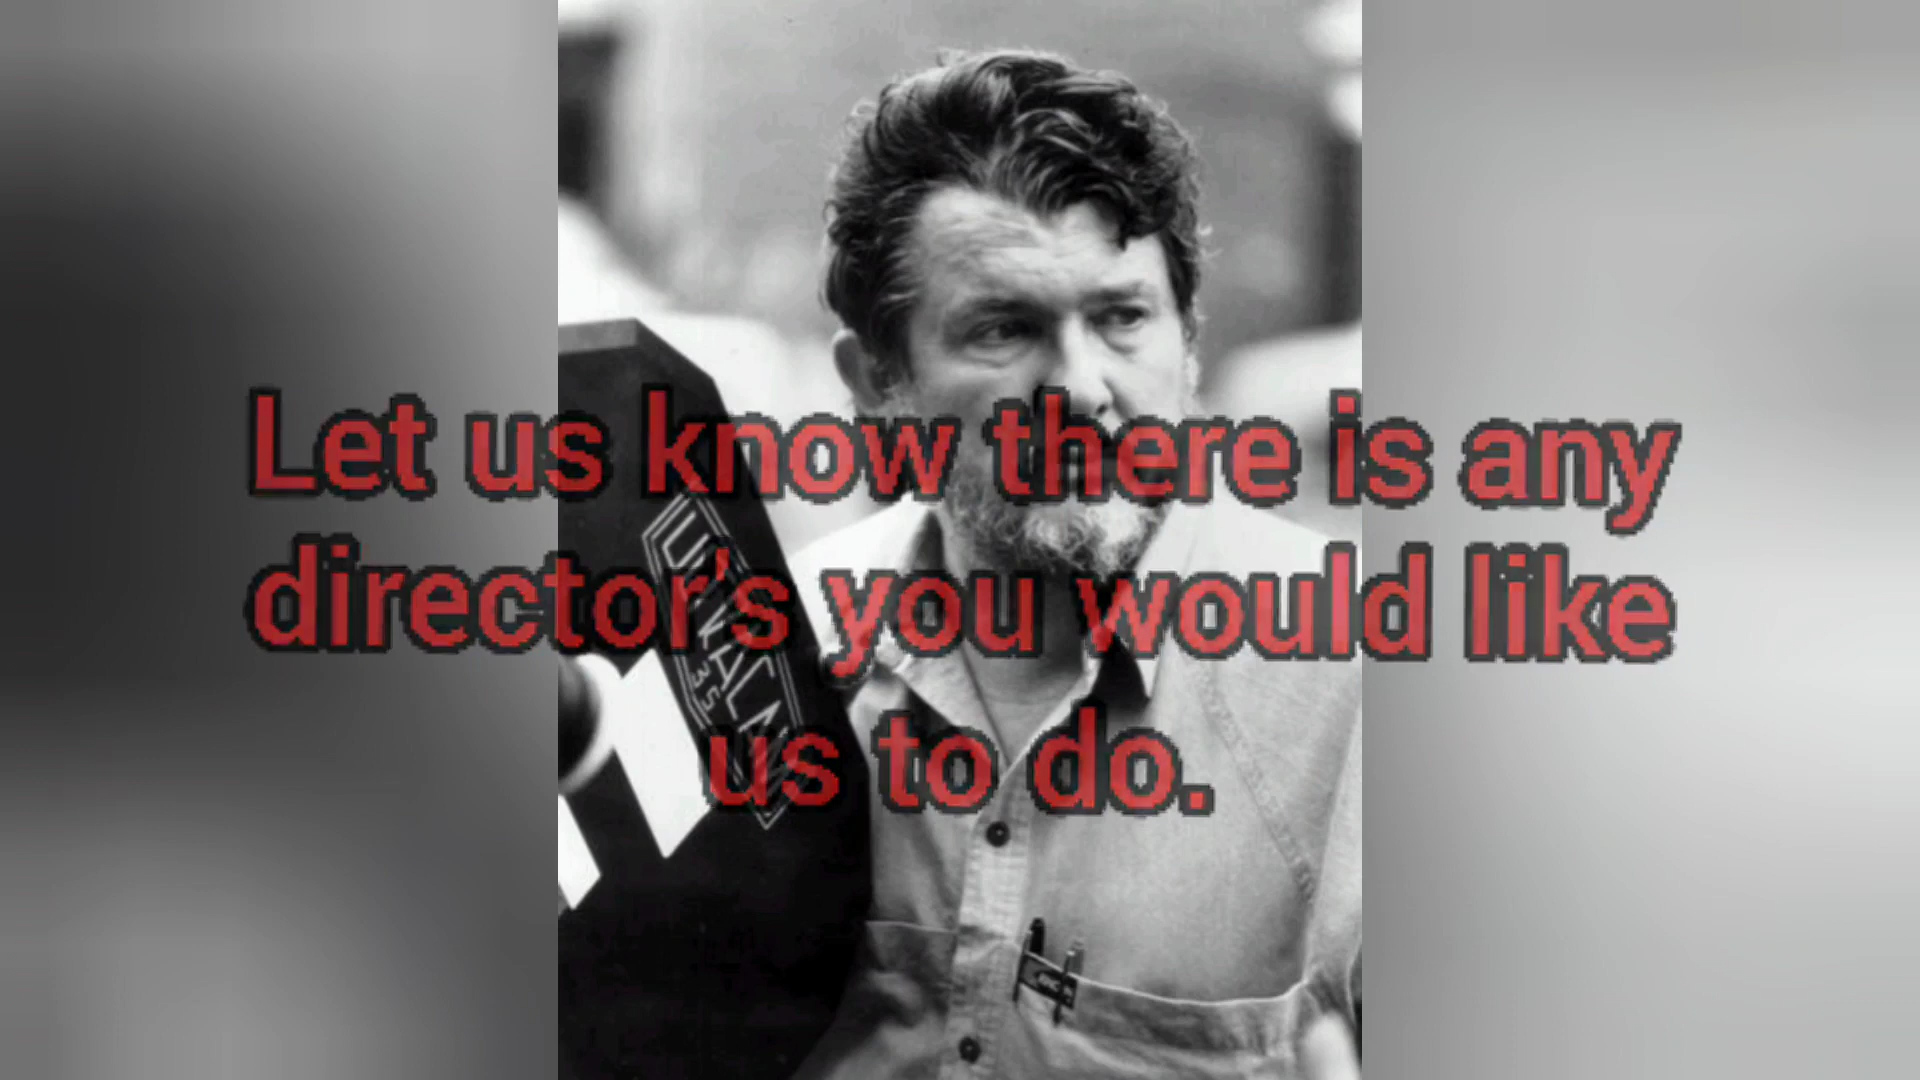 Let us know there is any
director's you would like
us to do.